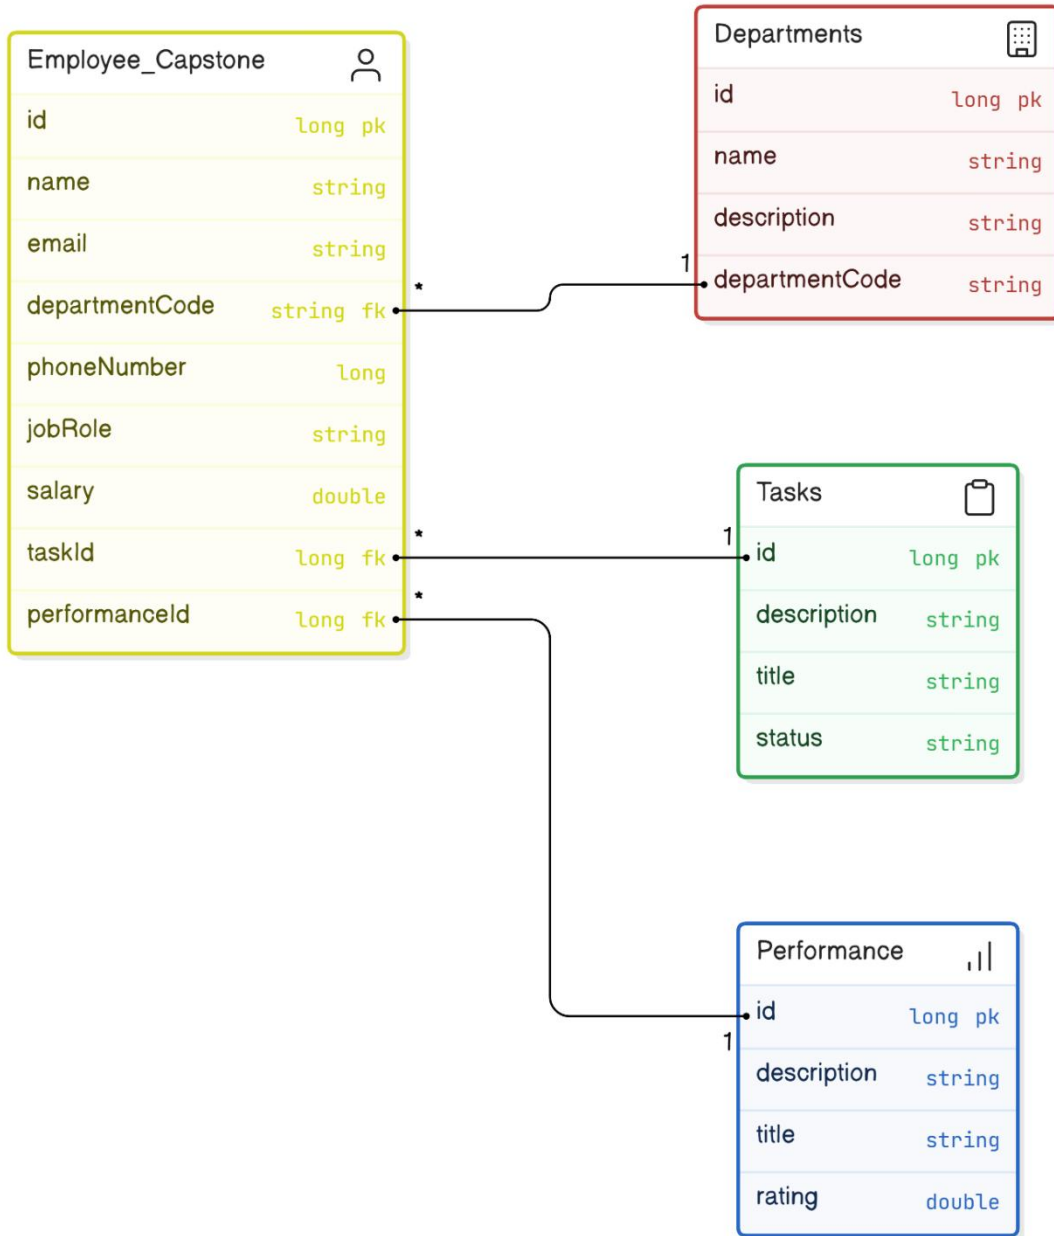 Employee_Capstone
id long pk
name string
email string
departmentCode string fk
phoneNumber long
jobRole string
salary double
taskId long fk
performanceId long fk
*
*
*
Departments
id long pk
name string
description string
departmentCode string
1
Tasks
id long pk
description string
title string
status string
1
Performance
id long pk
description string
title string
rating double
1